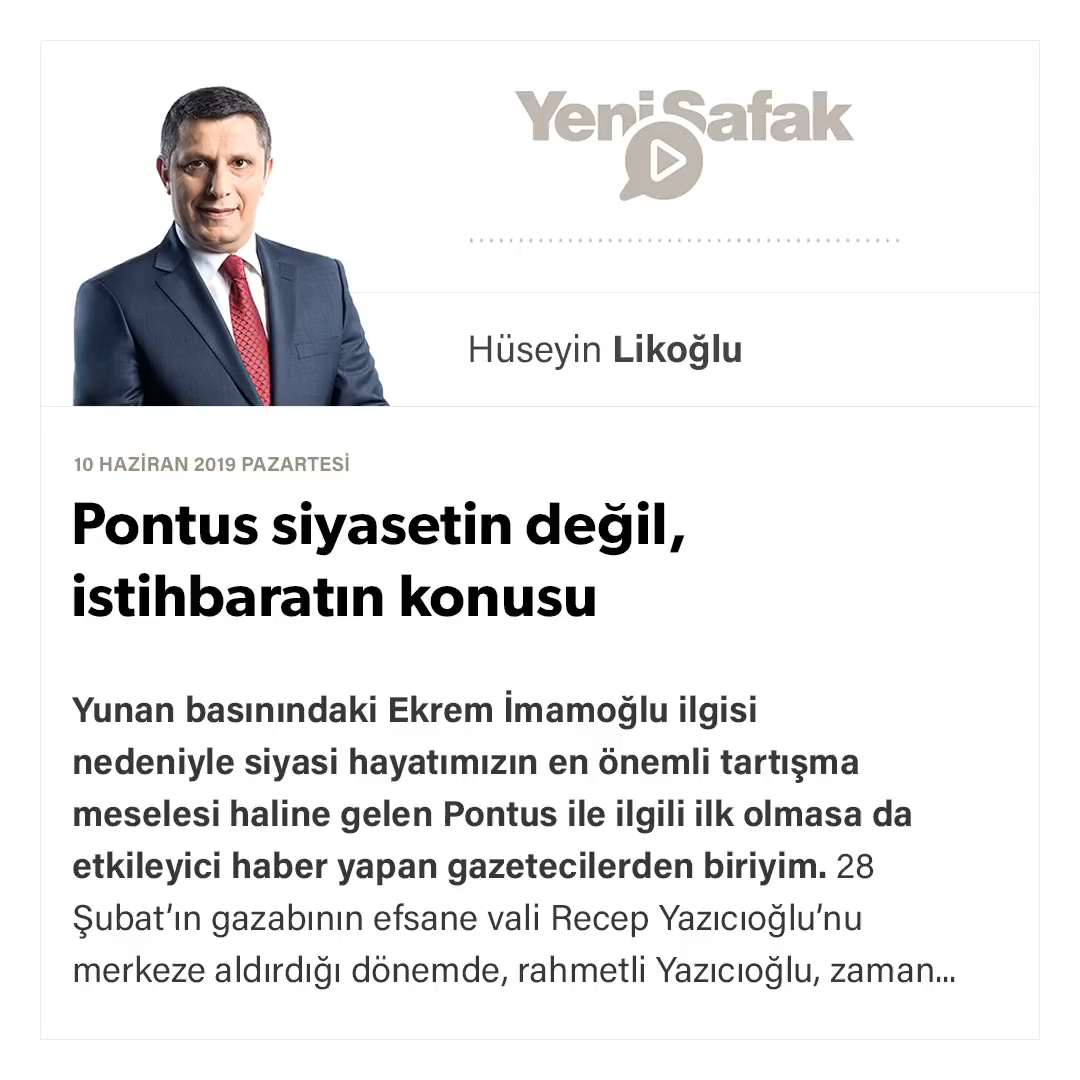 YeniŞafak
Hüseyin Likoğlu
10 HAZİRAN 2019 PAZARTESİ
Pontus siyasetin değil,
istihbaratın konusu
Yunan basınındaki Ekrem İmamoğlu ilgisi
nedeniyle siyasi hayatımızın en önemli tartışma
meselesi haline gelen Pontus ile ilgili ilk olmasa da
etkileyici haber yapan gazetecilerden biriyim. 28
Şubat’ın gazabının efsane vali Recep Yazıcıoğlu’nu
merkeze aldırdığı dönemde, rahmetli Yazıcıoğlu, zaman...